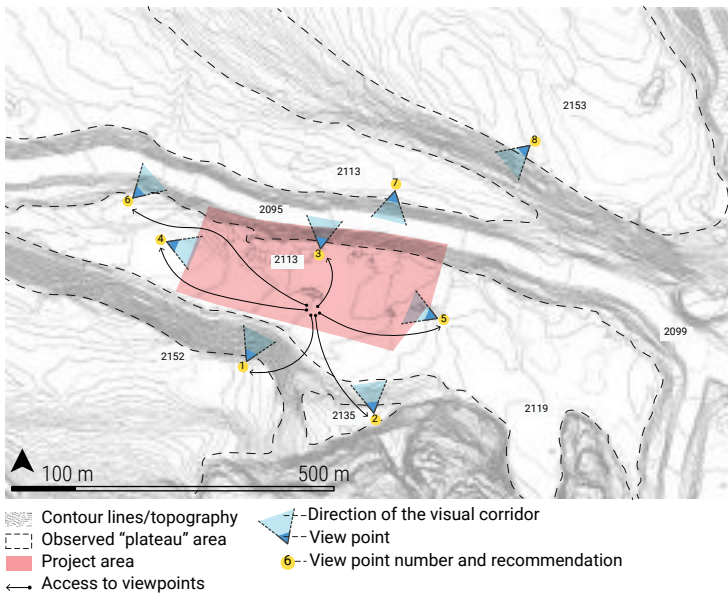 2153
8
2113
7
6
2095
4
3
2113
5
2099
2152
1
2119
2135
2
100 m
500 m
Contour lines/topography
Observed “plateau” area
Project area
Access to viewpoints
Direction of the visual corridor
View point
6
View point number and recommendation